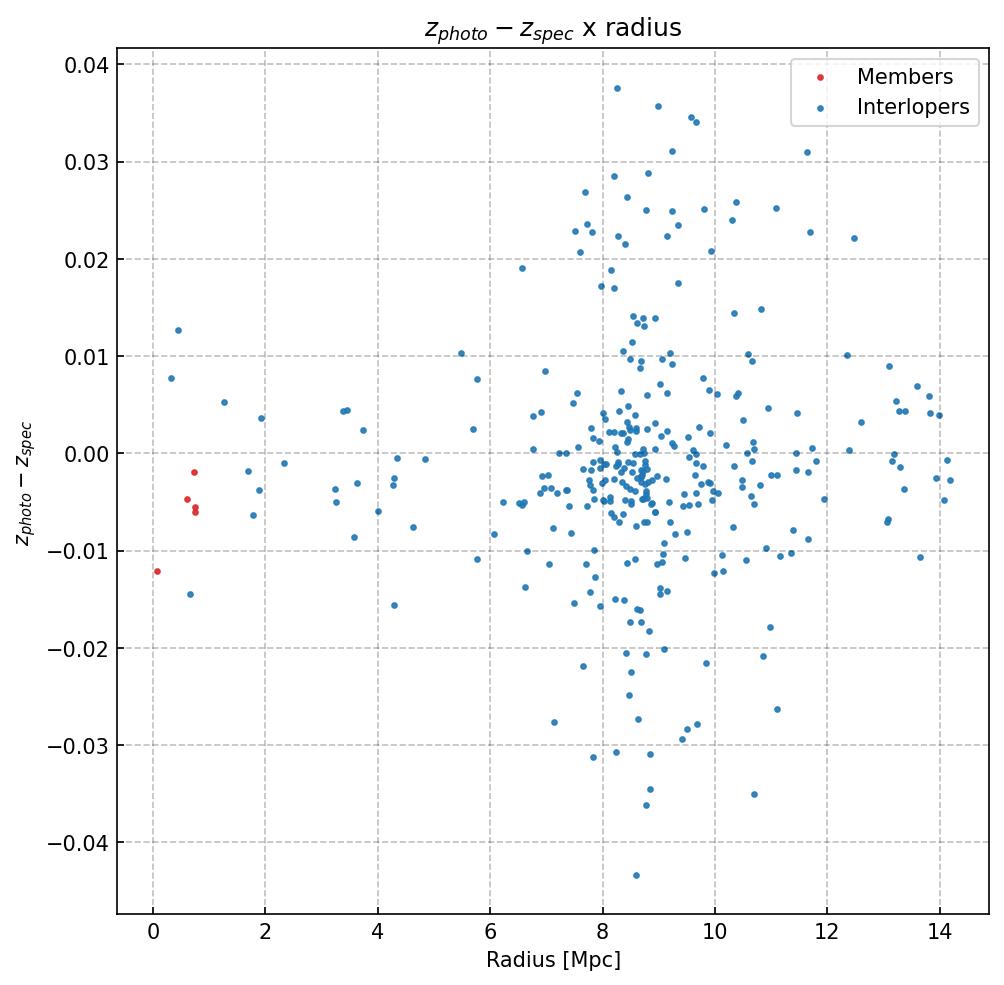 z_photo − z_spec x radius
Members
Interlopers
0.04
0.03
0.02
0.01
0.00
−0.01
−0.02
−0.03
−0.04
z_photo − z_spec
0 2 4 6 8 10 12 14
Radius [Mpc]